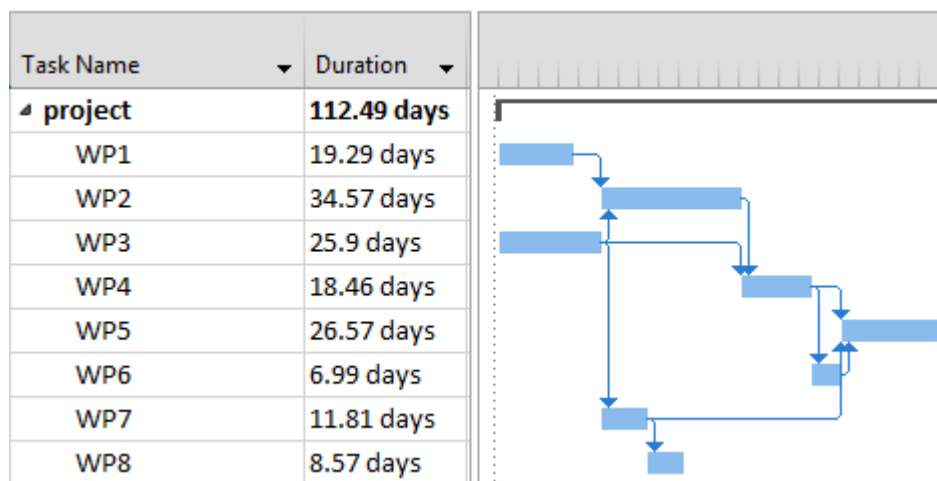 Task Name Duration
project 112.49 days
WP1 19.29 days
WP2 34.57 days
WP3 25.9 days
WP4 18.46 days
WP5 26.57 days
WP6 6.99 days
WP7 11.81 days
WP8 8.57 days